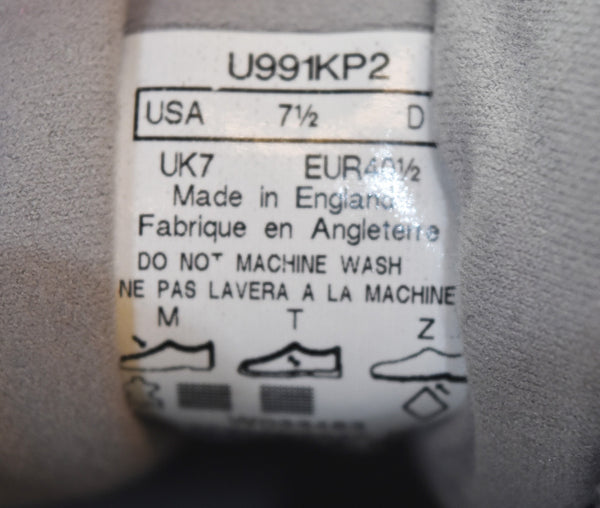 U991KP2
USA 7½ D
UK7 EUR40½
Made in England
Fabrique en Angleterre
DO NOT MACHINE WASH
NE PAS LAVERA A LA MACHINE
M T Z